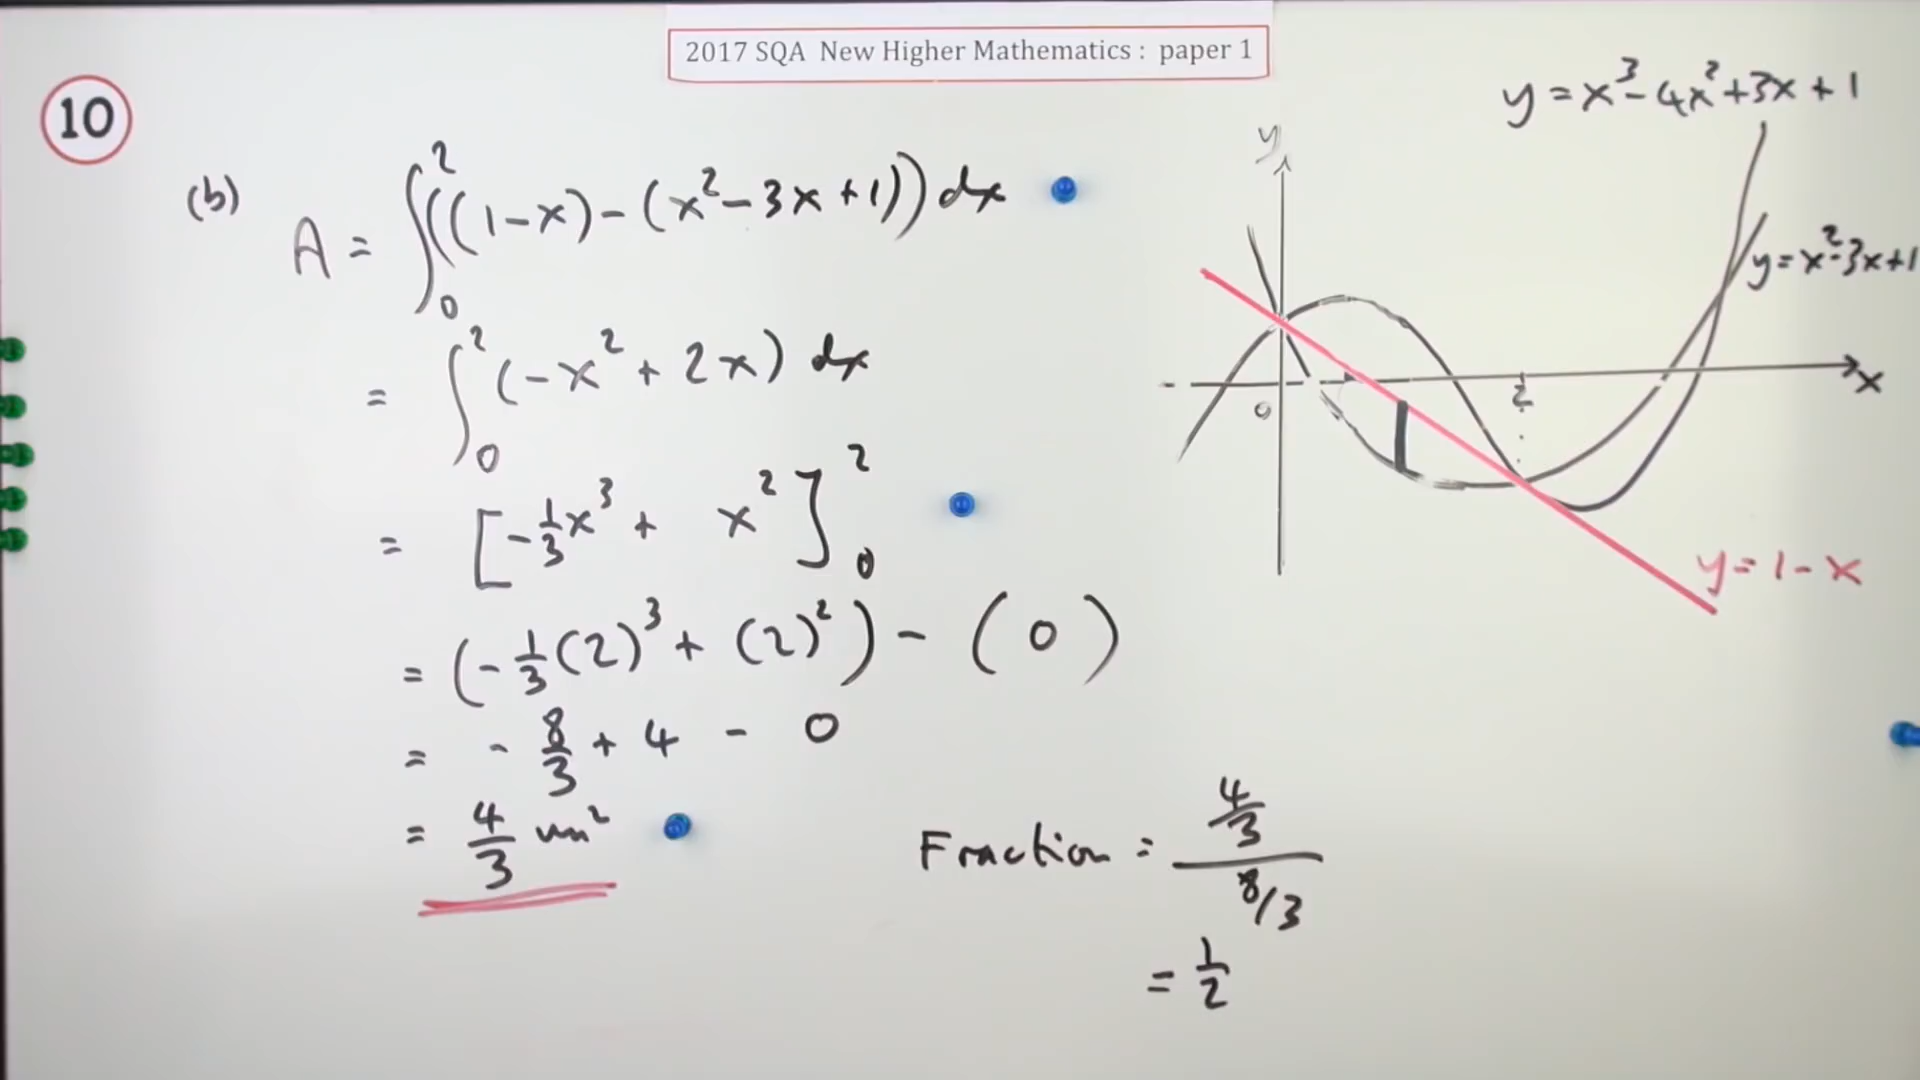 2017 SQA New Higher Mathematics : paper 1
10
(b) A = ∫₀² ((1-x) - (x² - 3x + 1)) dx
= ∫₀² (-x² + 2x) dx
= [-1/3 x³ + x²]₀²
= (-1/3 (2)³ + (2)²) - (0)
= - 8/3 + 4 - 0
= 4/3 un²
Fraction = 4/3 / 8/3
= 1/2
y = x³ - 4x² + 3x + 1
y
y = x² - 3x + 1
x
0
2
y = 1 - x